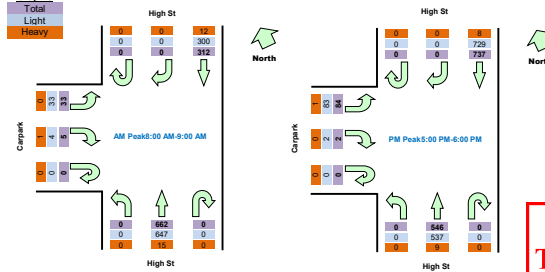 Total
Light
Heavy
High St
0 0 12
0 0 300
0 0 312
North
0 33 33
1 4 5
0 0 0
Carpark
AM Peak8:00 AM-9:00 AM
0 662 0
0 647 0
0 15 0
High St
High St
0 0 8
0 0 729
0 0 737
Nort
1 83 84
0 2 2
0 0 0
Carpark
PM Peak5:00 PM-6:00 PM
0 546 0
0 537 0
0 9 0
High St
T